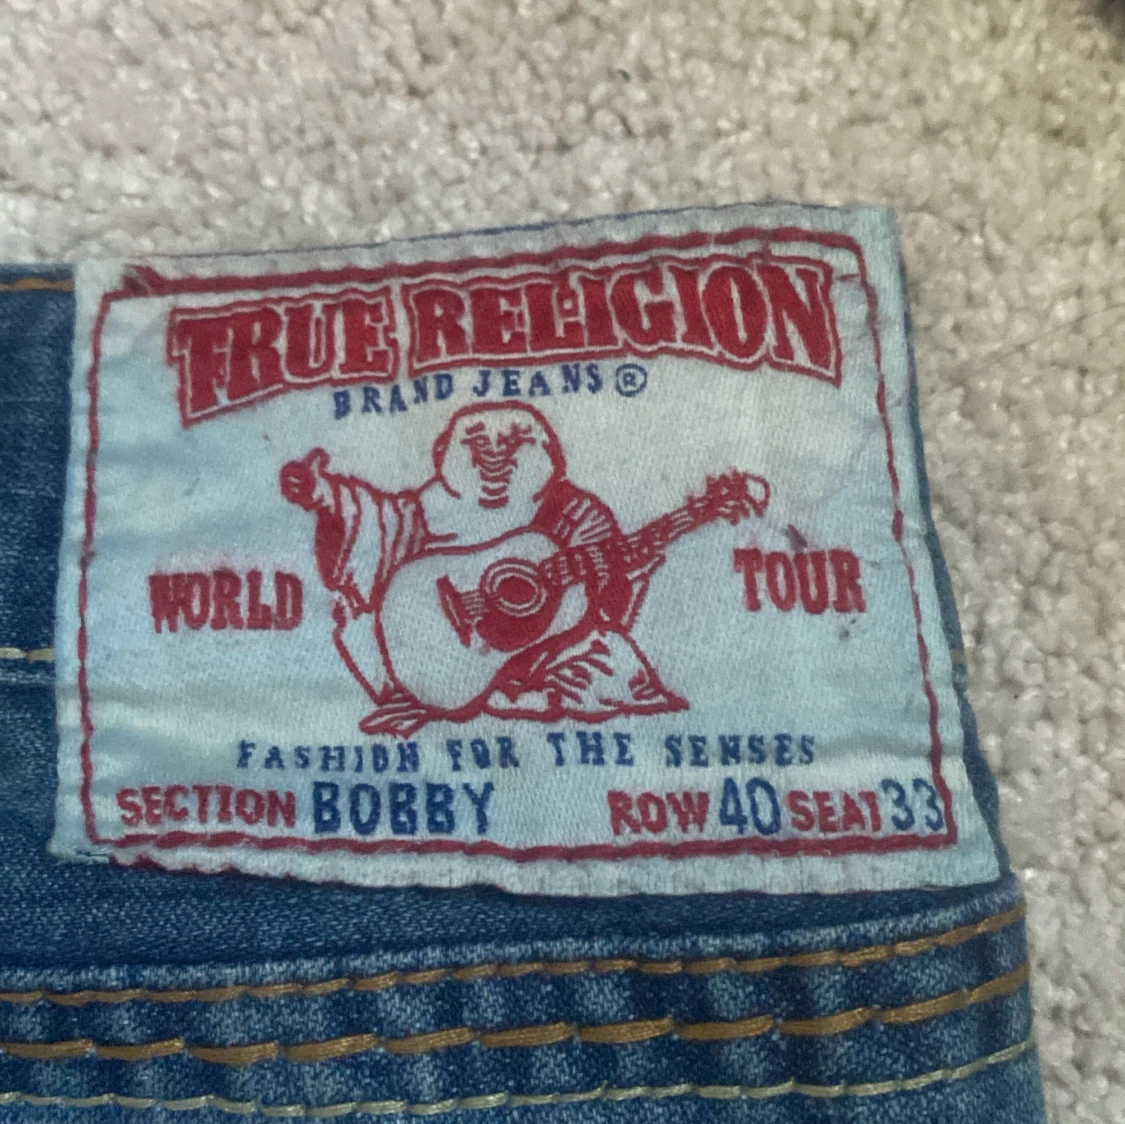 TRUE RELIGION
BRAND JEANS®
WORLD TOUR
FASHION FOR THE SENSES
SECTION BOBBY ROW 40 SEAT 33